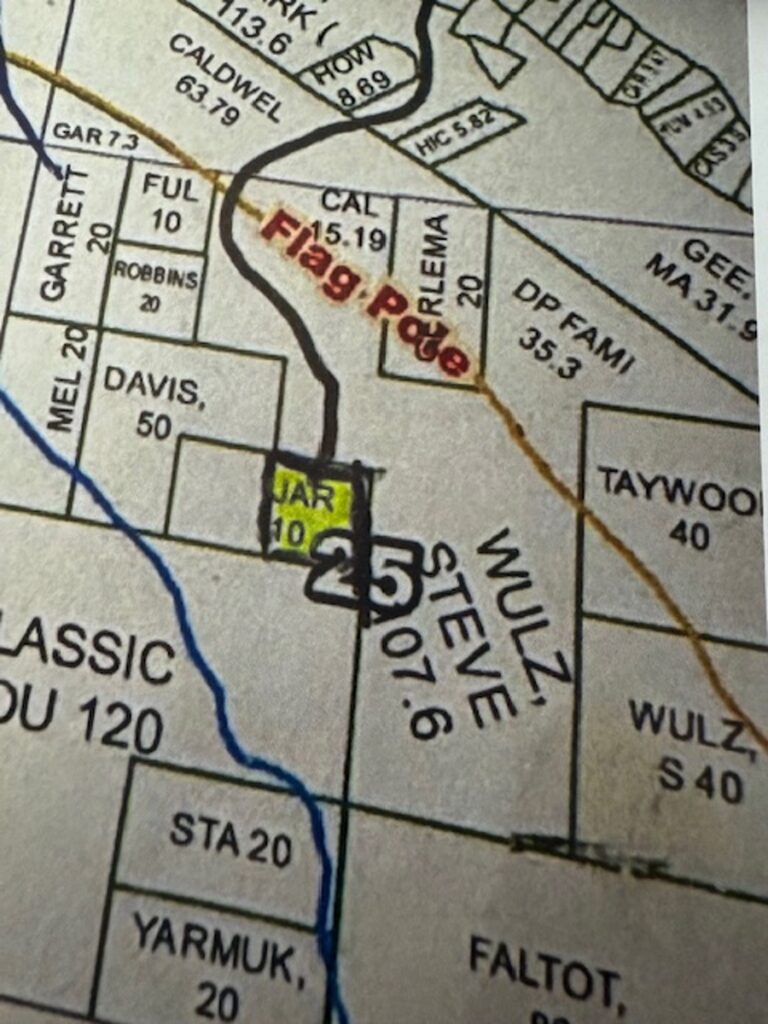 113.6
HOW
8.69
CALDWEL
63.79
HIC 5.82
GAR 7.3
GARRETT
20
FUL
10
ROBBINS
20
CAL
15.19
Flag Pole
ERLEMA
20
GEE,
MA 31.9
DP FAMI
35.3
MEL 20
DAVIS,
50
JAR
10
25
TAYWOO
40
WULZ,
STEVE
07.6
LASSIC
OU 120
WULZ,
S 40
STA 20
YARMUK,
20
FALTOT,